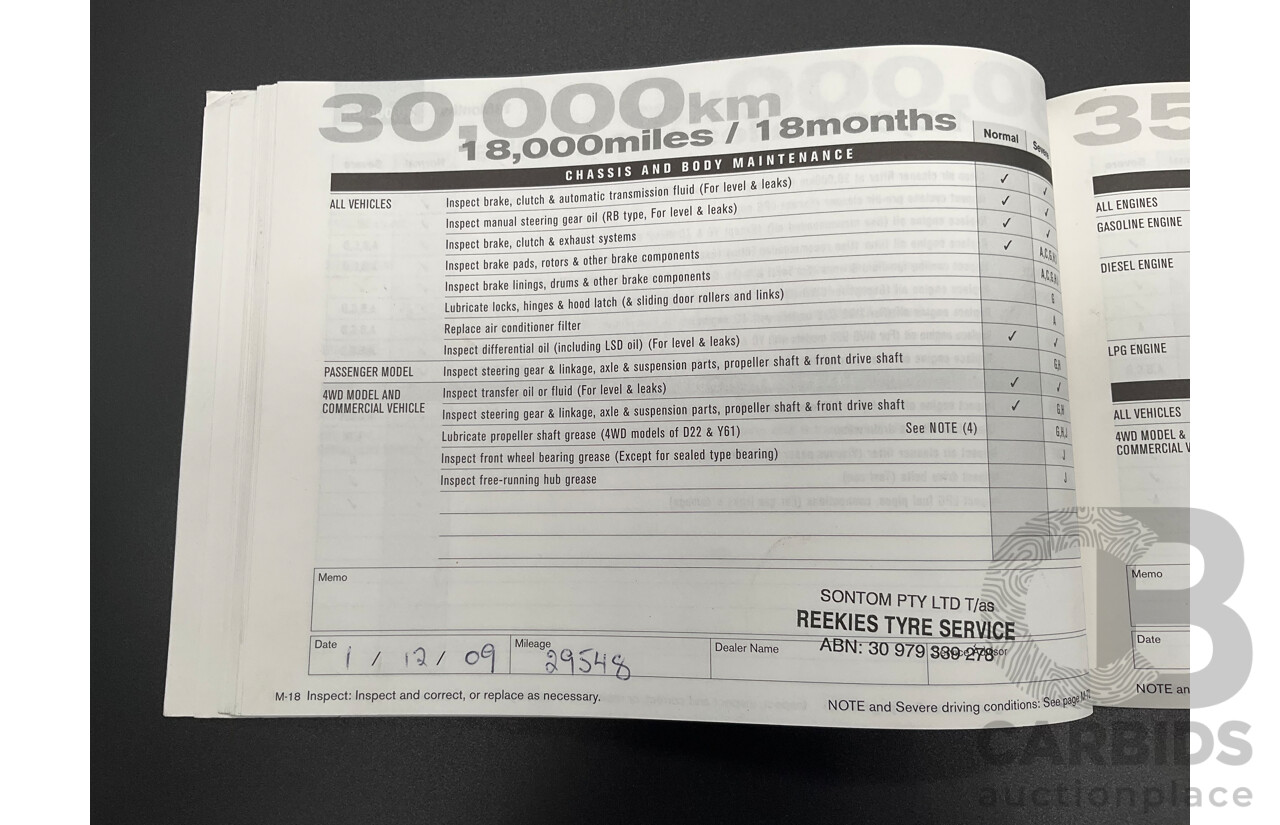 30,000km
18,000miles / 18months
Normal
CHASSIS AND BODY MAINTENANCE
ALL VEHICLES
Inspect brake, clutch & automatic transmission fluid (For level & leaks) ✓ ✓
Inspect manual steering gear oil (RB type, For level & leaks) ✓ ✓
Inspect brake, clutch & exhaust systems ✓ ✓
Inspect brake pads, rotors & other brake components ✓ A,C,G,H
Inspect brake linings, drums & other brake components A,C,G,H
Lubricate locks, hinges & hood latch (& sliding door rollers and links) G
Replace air conditioner filter A
Inspect differential oil (including LSD oil) (For level & leaks) ✓ ✓
PASSENGER MODEL Inspect steering gear & linkage, axle & suspension parts, propeller shaft & front drive shaft G,H
4WD MODEL AND
COMMERCIAL VEHICLE
Inspect transfer oil or fluid (For level & leaks) ✓ ✓
Inspect steering gear & linkage, axle & suspension parts, propeller shaft & front drive shaft ✓ G,H
Lubricate propeller shaft grease (4WD models of D22 & Y61) See NOTE (4) G,H,J
Inspect front wheel bearing grease (Except for sealed type bearing) J
Inspect free-running hub grease J
Memo
SONTOM PTY LTD T/as
REEKIES TYRE SERVICE
ABN: 30 979 339 278
Date 1 / 12 / 09
Mileage 29548
Dealer Name
M-18 Inspect: Inspect and correct, or replace as necessary.
NOTE and Severe driving conditions: See page
35
ALL ENGINES
GASOLINE ENGINE
DIESEL ENGINE
LPG ENGINE
ALL VEHICLES
4WD MODEL &
COMMERCIAL V
Memo
Date
NOTE an
CARBIDS
auctionplace